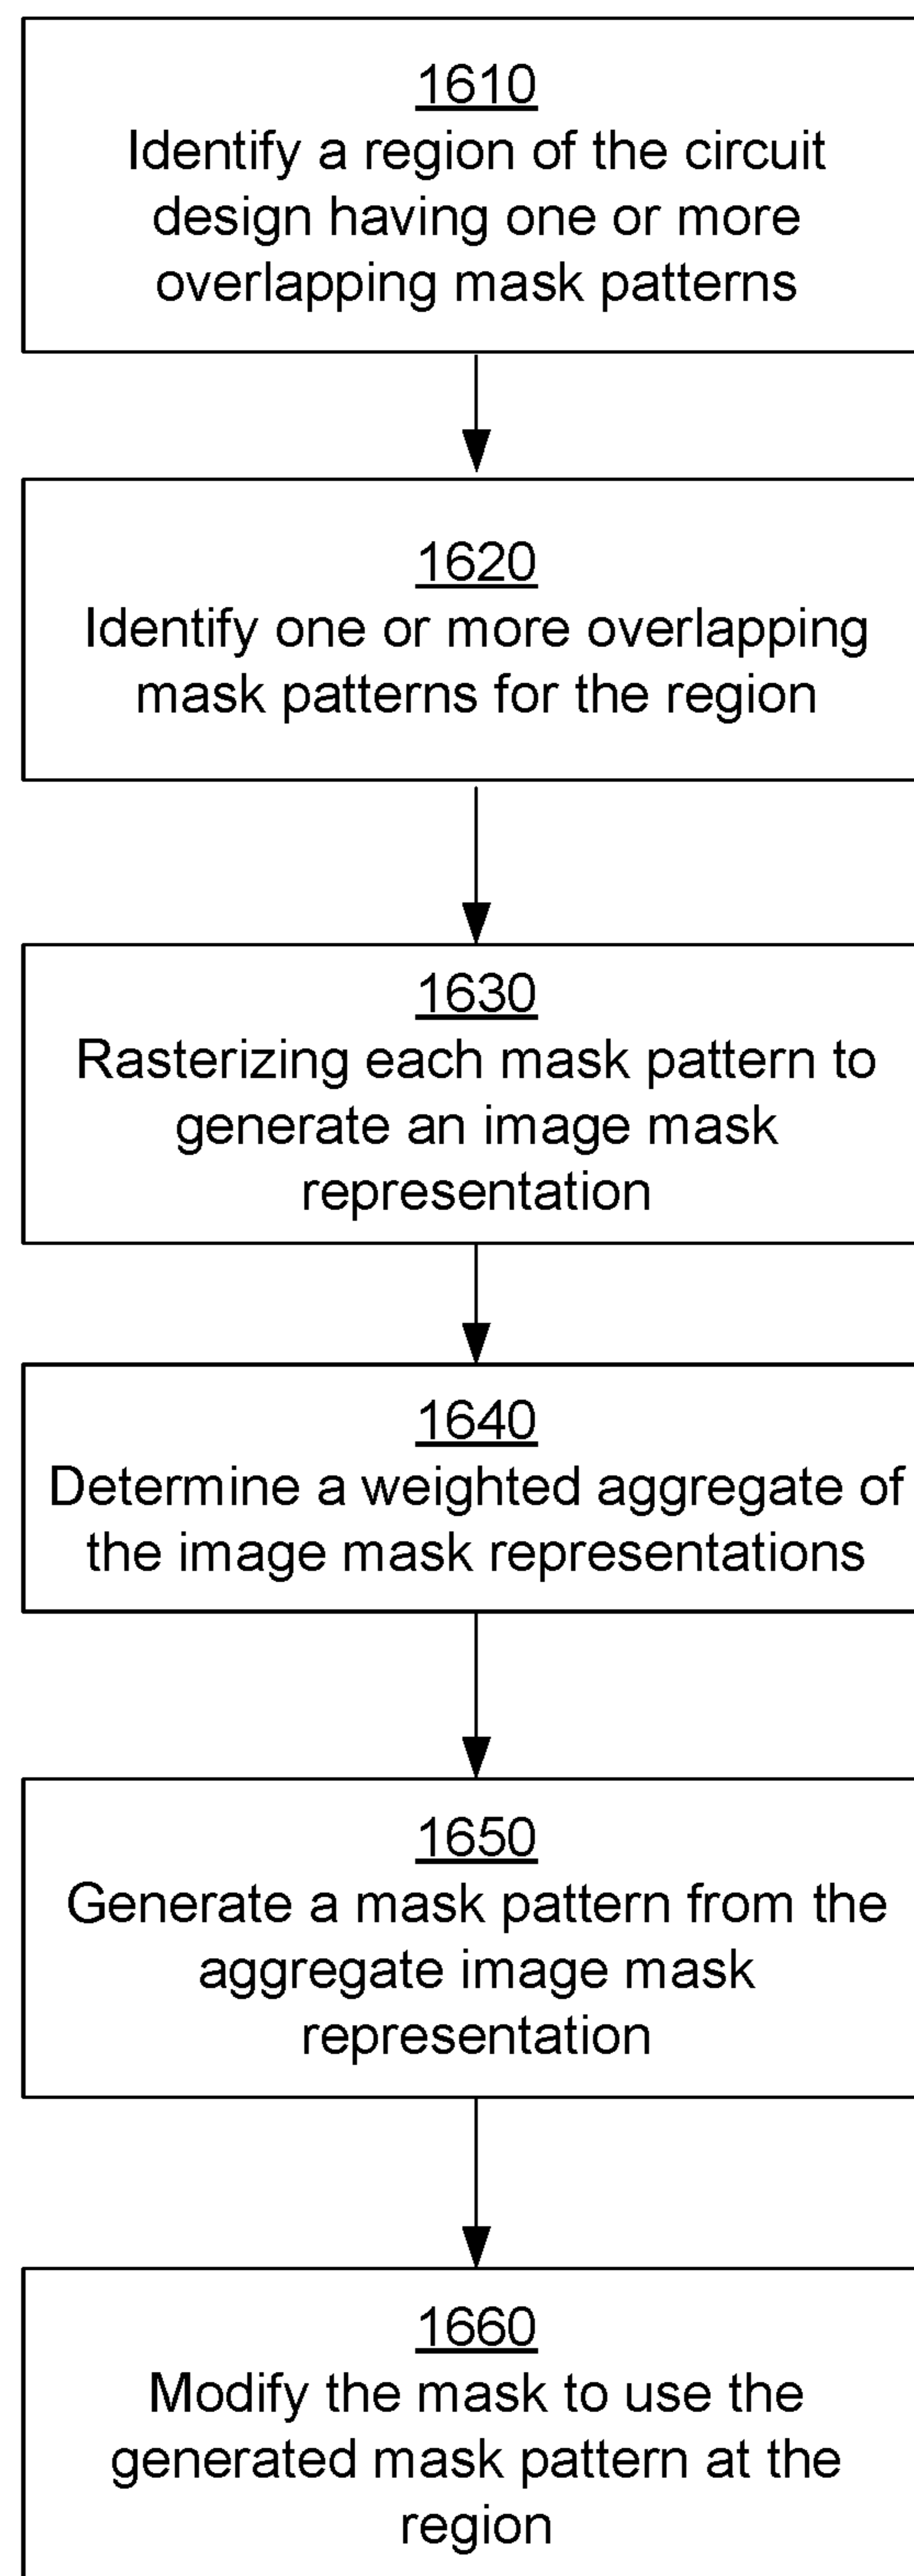 1610
Identify a region of the circuit
design having one or more
overlapping mask patterns
1620
Identify one or more overlapping
mask patterns for the region
1630
Rasterizing each mask pattern to
generate an image mask
representation
1640
Determine a weighted aggregate of
the image mask representations
1650
Generate a mask pattern from the
aggregate image mask
representation
1660
Modify the mask to use the
generated mask pattern at the
region